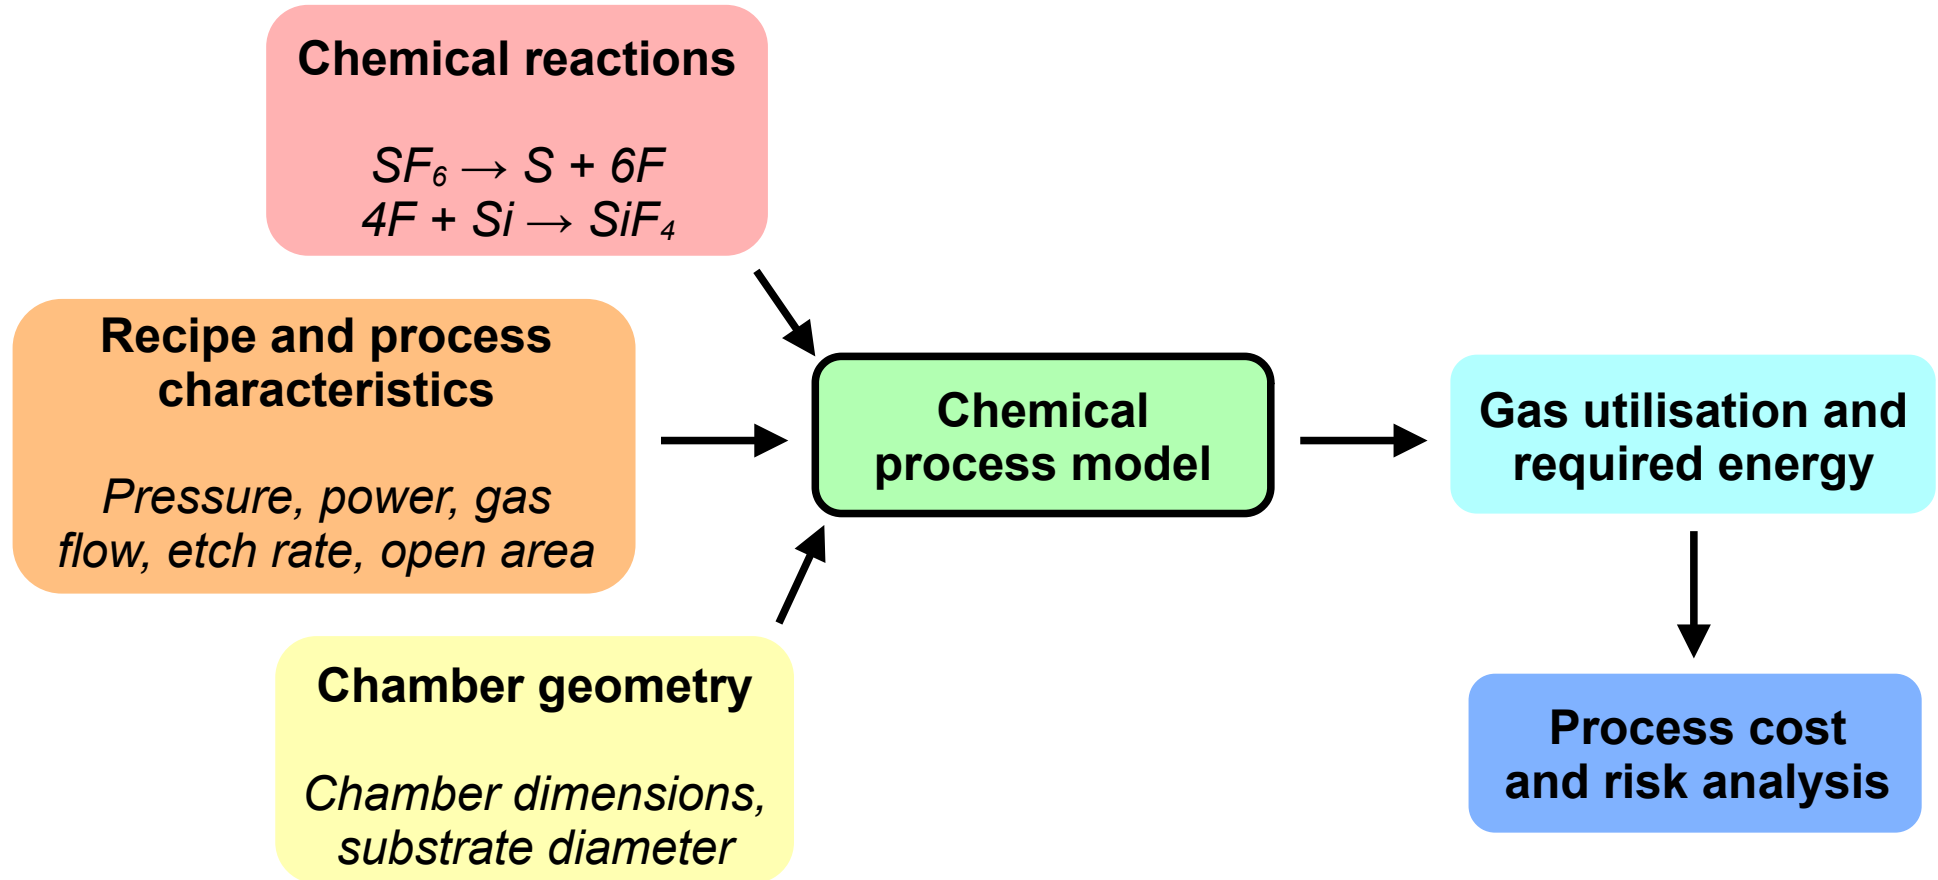 Chemical reactions
SF₆ → S + 6F
4F + Si → SiF₄
Recipe and process
characteristics
Pressure, power, gas
flow, etch rate, open area
Chamber geometry
Chamber dimensions,
substrate diameter
Chemical
process model
Gas utilisation and
required energy
Process cost
and risk analysis